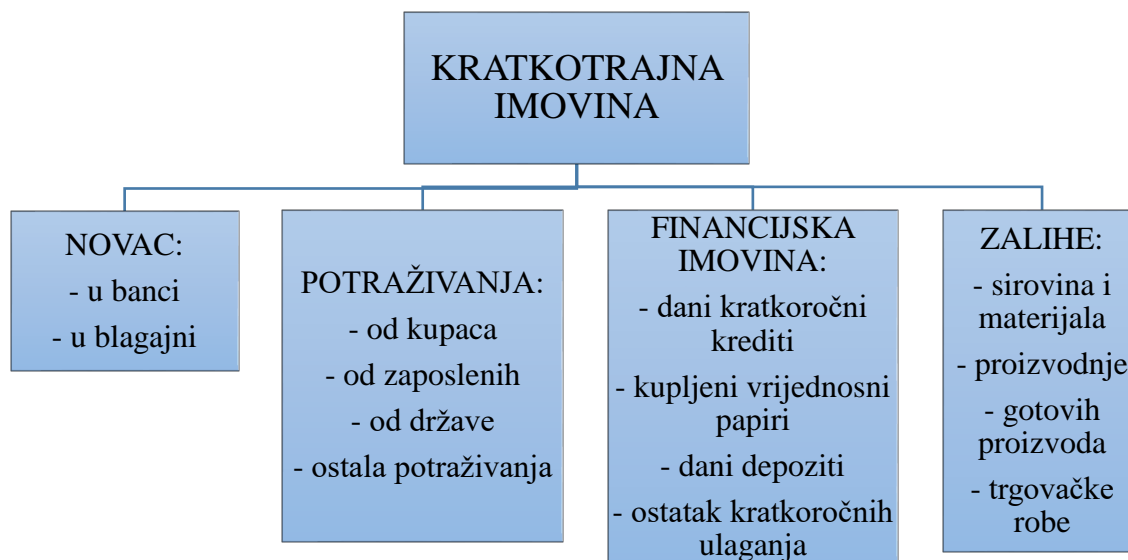 KRATKOTRAJNA
IMOVINA
NOVAC:
- u banci
- u blagajni
POTRAŽIVANJA:
- od kupaca
- od zaposlenih
- od države
- ostala potraživanja
FINANCIJSKA
IMOVINA:
- dani kratkoročni
krediti
- kupljeni vrijednosni
papiri
- dani depoziti
- ostatak kratkoročnih
ulaganja
ZALIHE:
- sirovina i
materijala
- proizvodnje
- gotovih
proizvoda
- trgovačke
robe